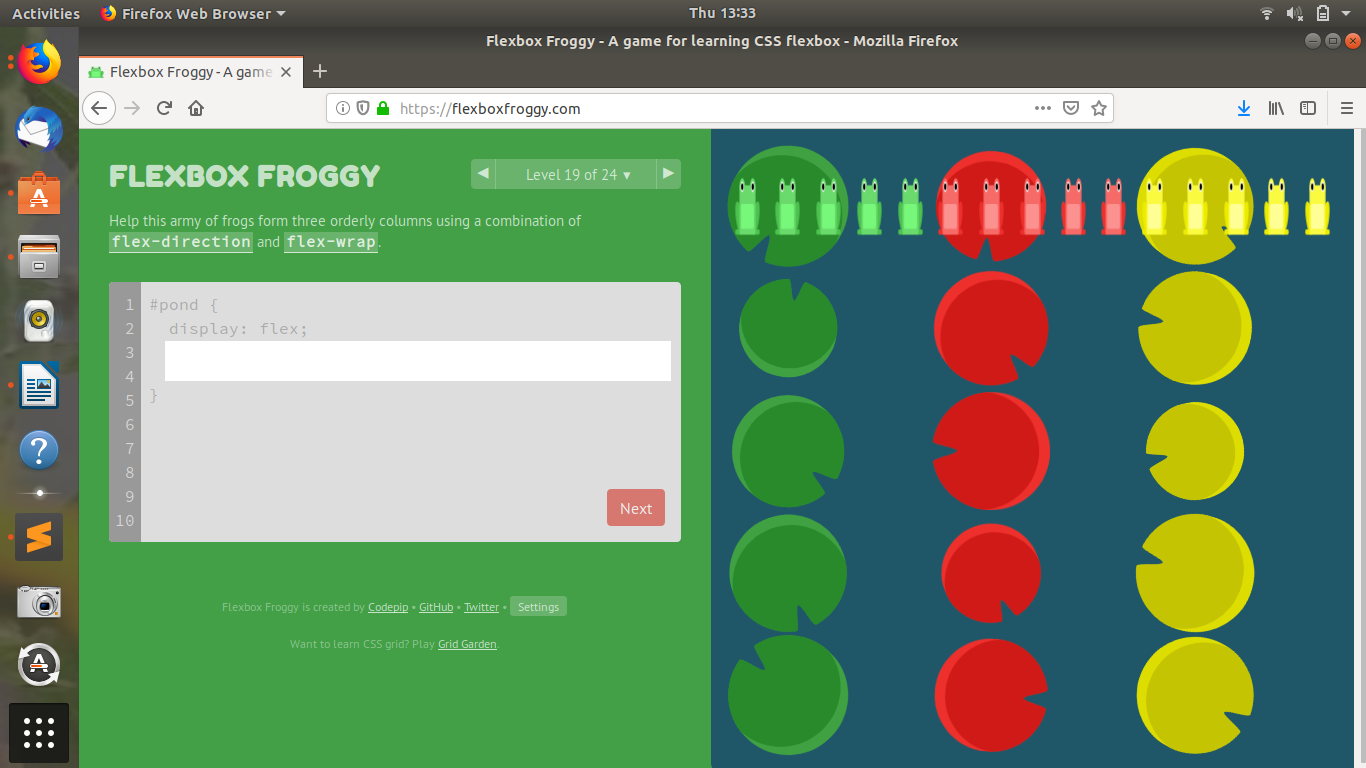 Activities Firefox Web Browser Thu 13:33
Flexbox Froggy - A game for learning CSS flexbox - Mozilla Firefox
Flexbox Froggy - A game
https://flexboxfroggy.com
FLEXBOX FROGGY
◀ Level 19 of 24 ▾ ▶
Help this army of frogs form three orderly columns using a combination of
flex-direction and flex-wrap.
1 #pond {
2 display: flex;
3
4
5 }
6
7
8
9
10
Next
Flexbox Froggy is created by Codepip • GitHub • Twitter • Settings
Want to learn CSS grid? Play Grid Garden.